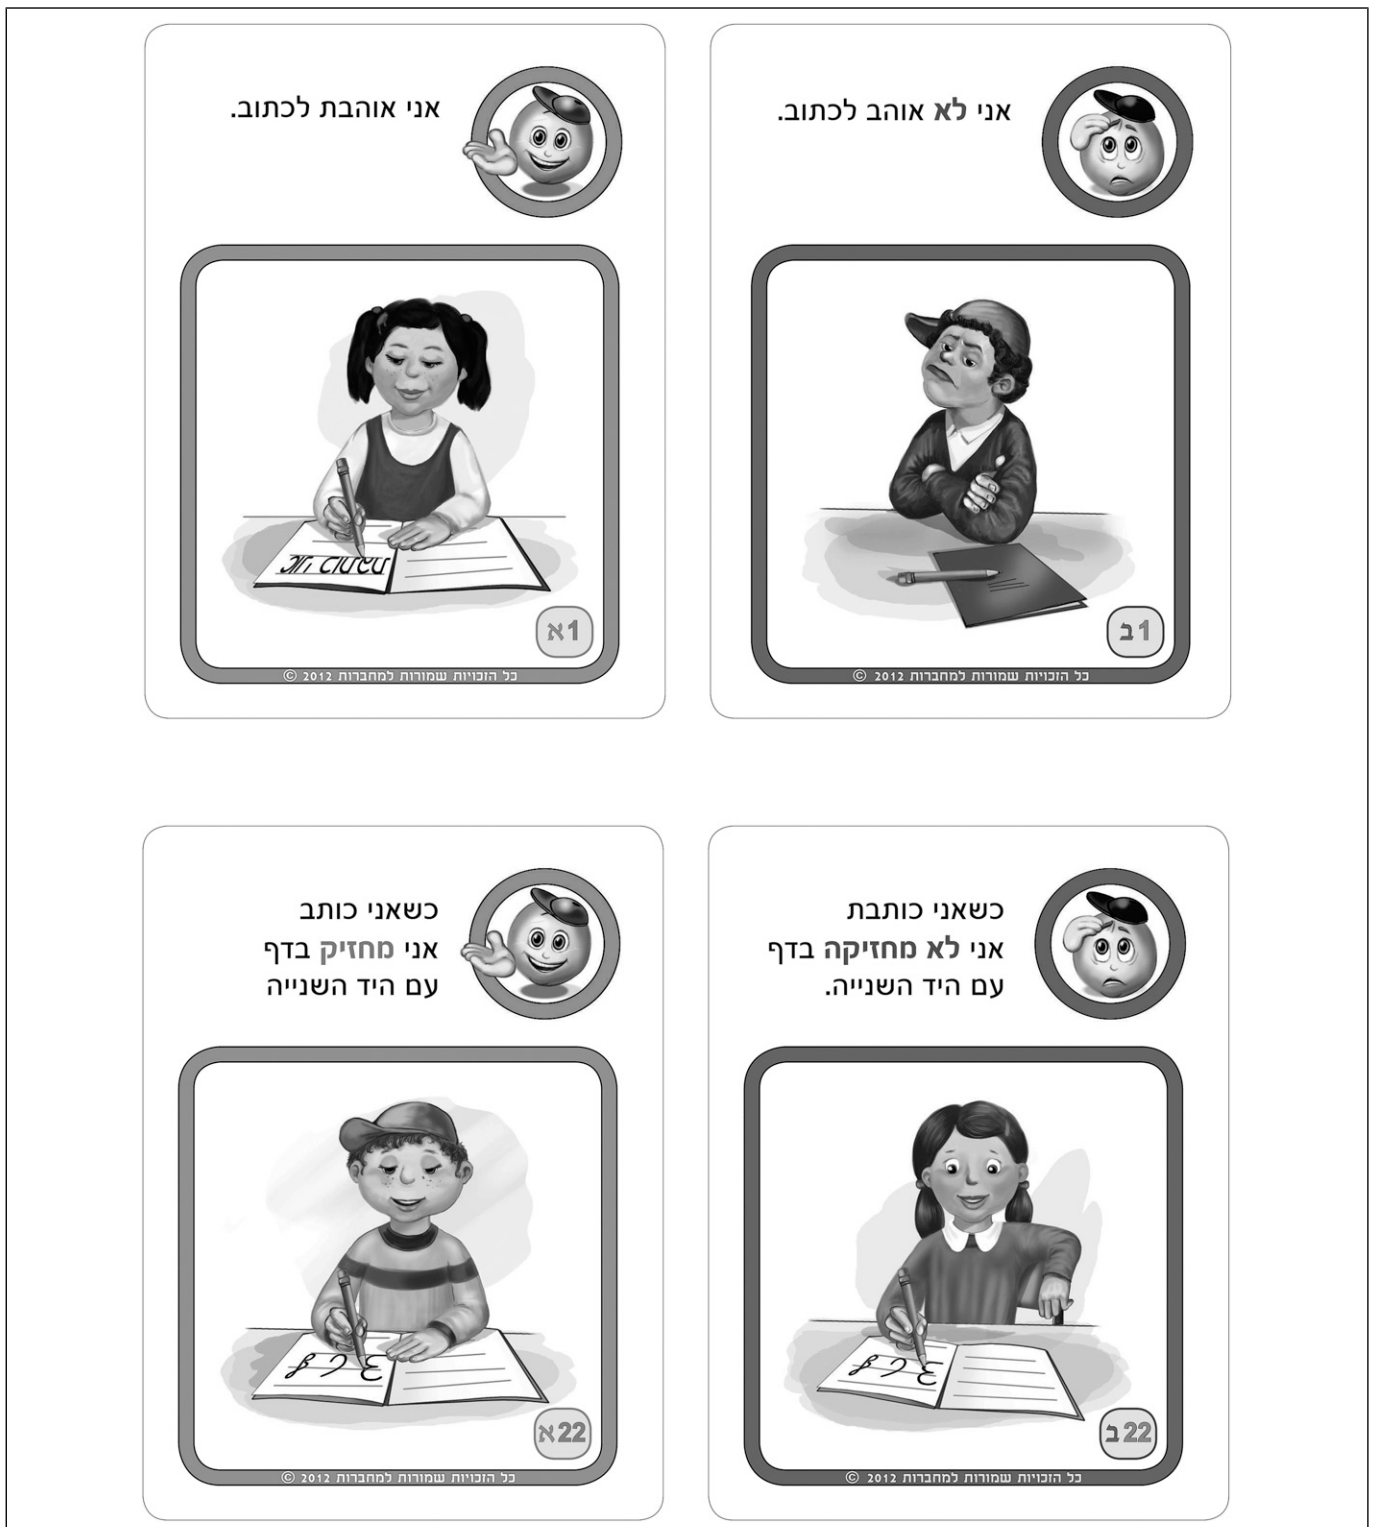 אני לא אוהב לכתוב.
1ב
כל הזכויות שמורות למחברות 2012 ©
אני אוהבת לכתוב.
1א
כל הזכויות שמורות למחברות 2012 ©
כשאני כותבת
אני לא מחזיקה בדף
עם היד השנייה.
22ב
כל הזכויות שמורות למחברות 2012 ©
כשאני כותב
אני מחזיק בדף
עם היד השנייה
22א
כל הזכויות שמורות למחברות 2012 ©